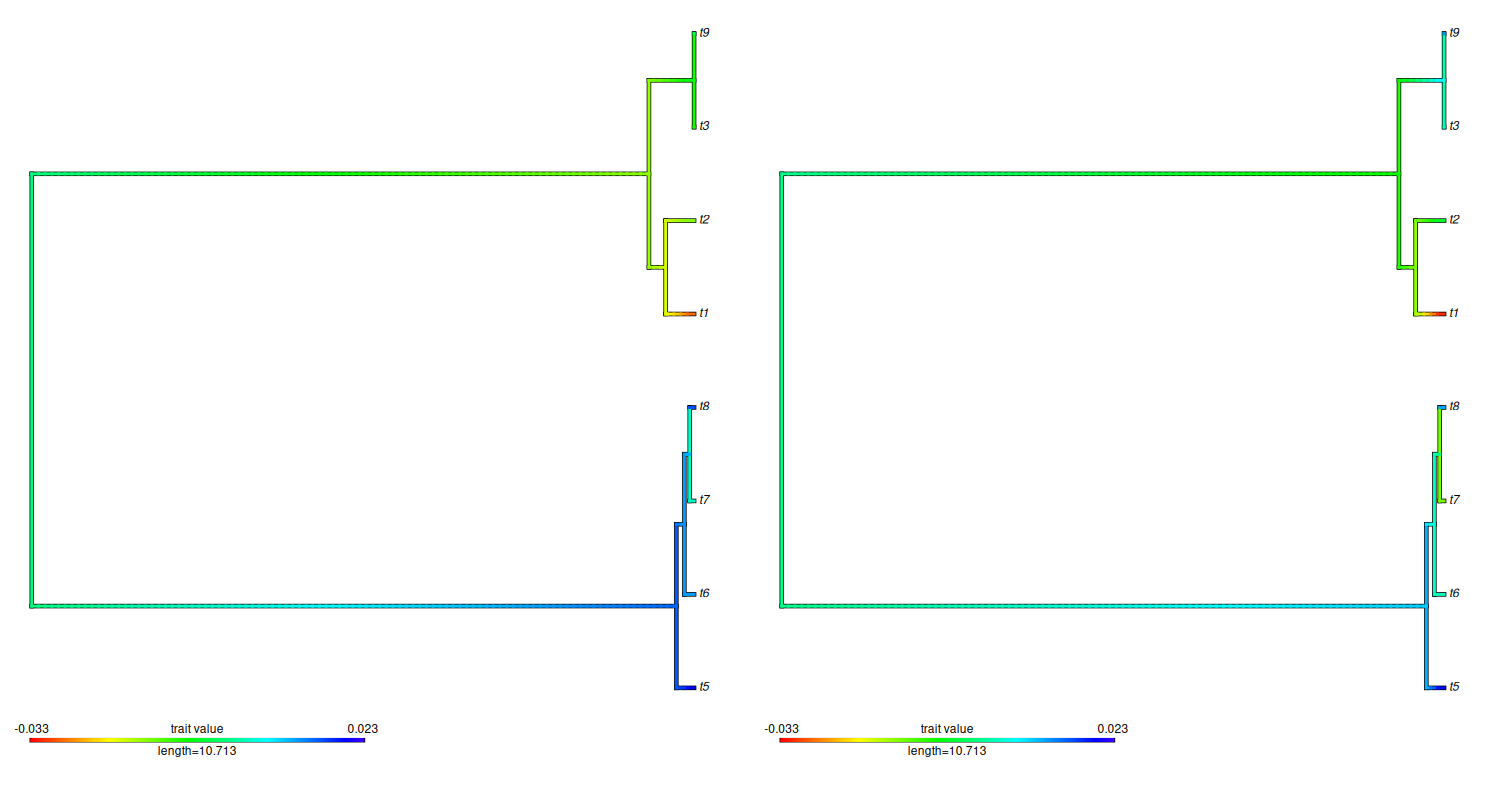 t9
t3
t2
t1
t8
t7
t6
t5
-0.033 trait value 0.023
length=10.713
t9
t3
t2
t1
t8
t7
t6
t5
-0.033 trait value 0.023
length=10.713